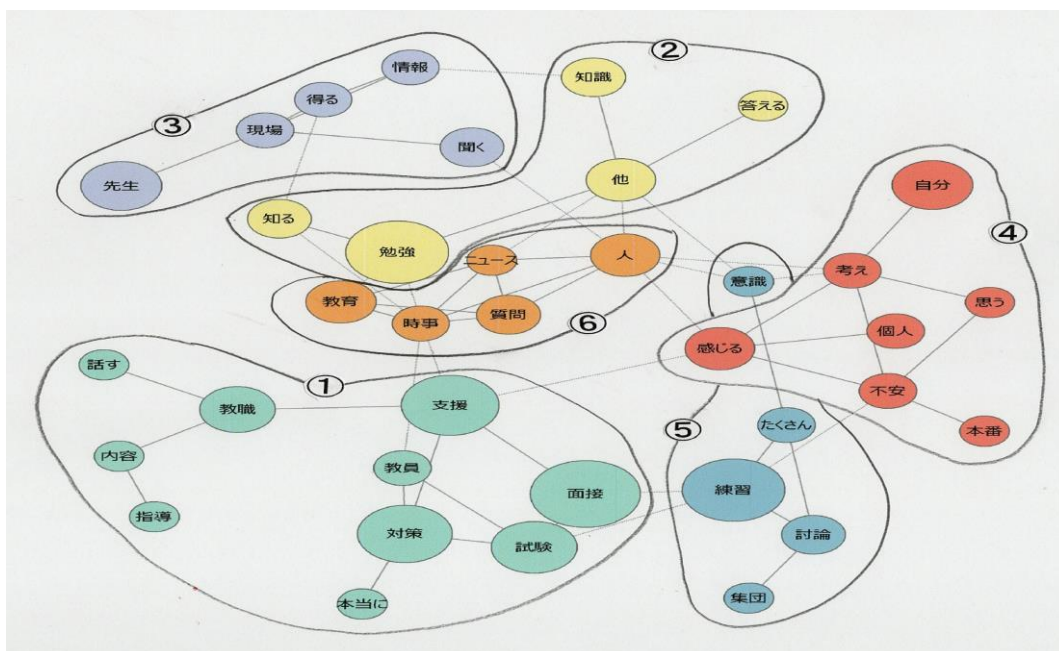 ②
情報
知識
得る
答える
③
現場
聞く
先生
他
自分
知る
④
勉強
人
ニュース
考え
意識
教育
思う
質問
時事
⑥
個人
感じる
話す
①
不安
支援
教職
⑤
たくさん
本番
内容
教員
面接
練習
指導
対策
討論
試験
集団
本当に